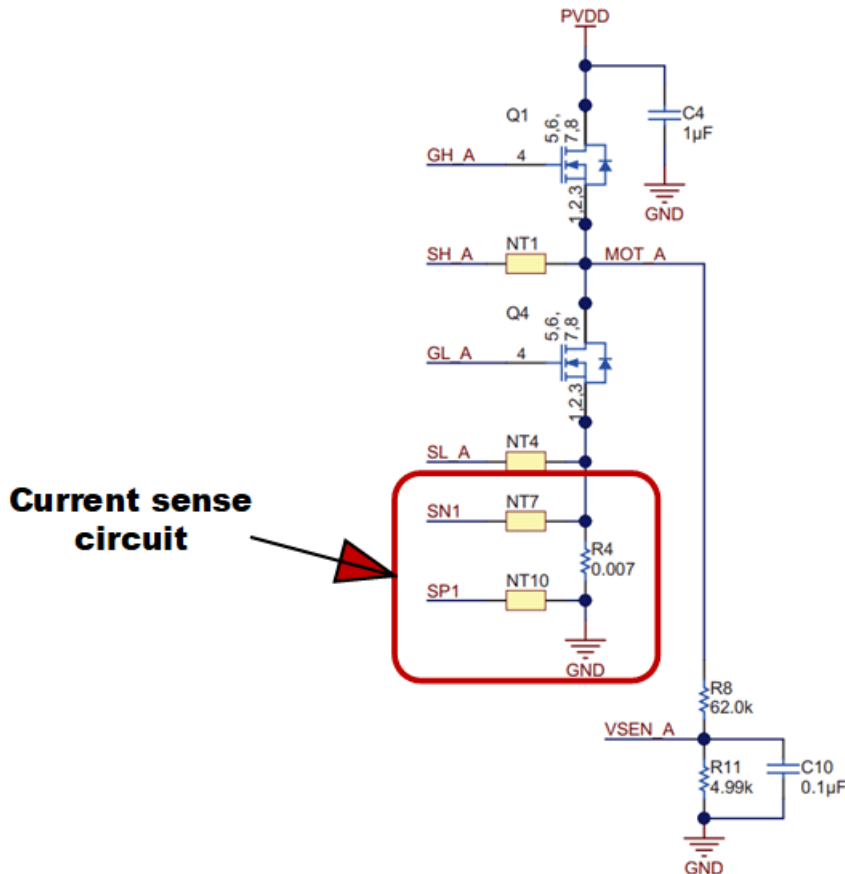 PVDD
Q1
5,6,
7,8
C4
1µF
GH_A
4
1,2,3
GND
SH_A
NT1
MOT_A
Q4
5,6,
7,8
GL_A
4
1,2,3
SL_A
NT4
Current sense
circuit
SN1
NT7
R4
0.007
SP1
NT10
GND
R8
62.0k
VSEN_A
R11
4.99k
C10
0.1µF
GND